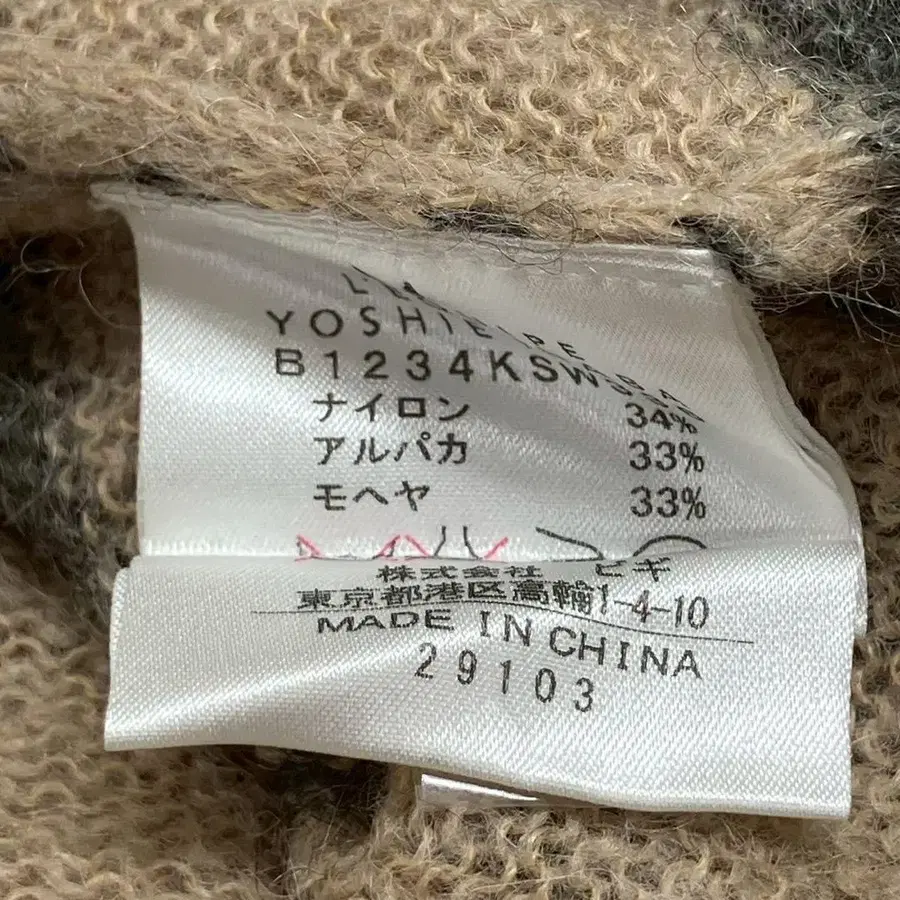 YOSHIE
B1234KSW
ナイロン 34%
アルパカ 33%
モヘヤ 33%
株式会社 ビギ
東京都港区高輪1-4-10
MADE IN CHINA
29103